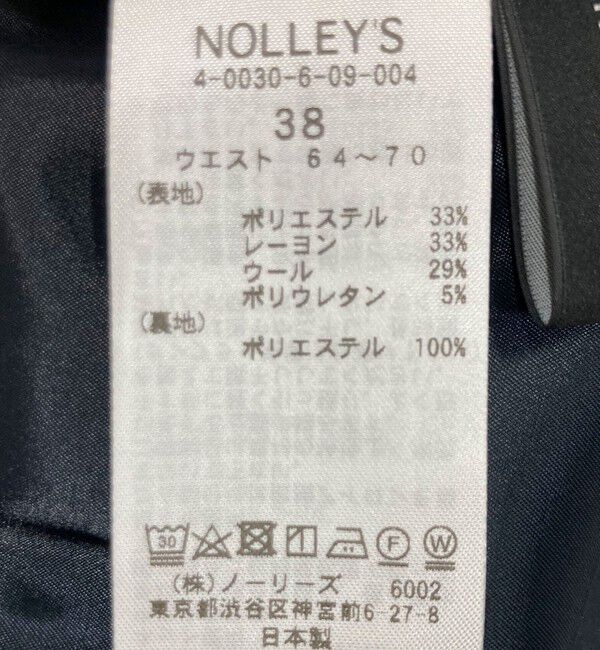 NOLLEY'S
4-0030-6-09-004
38
ウエスト 64~70
(表地)
ポリエステル 33%
レーヨン 33%
ウール 29%
ポリウレタン 5%
(裏地)
ポリエステル 100%
30 F W
(株)ノーリーズ 6002
東京都渋谷区神宮前6-27-8
日本製